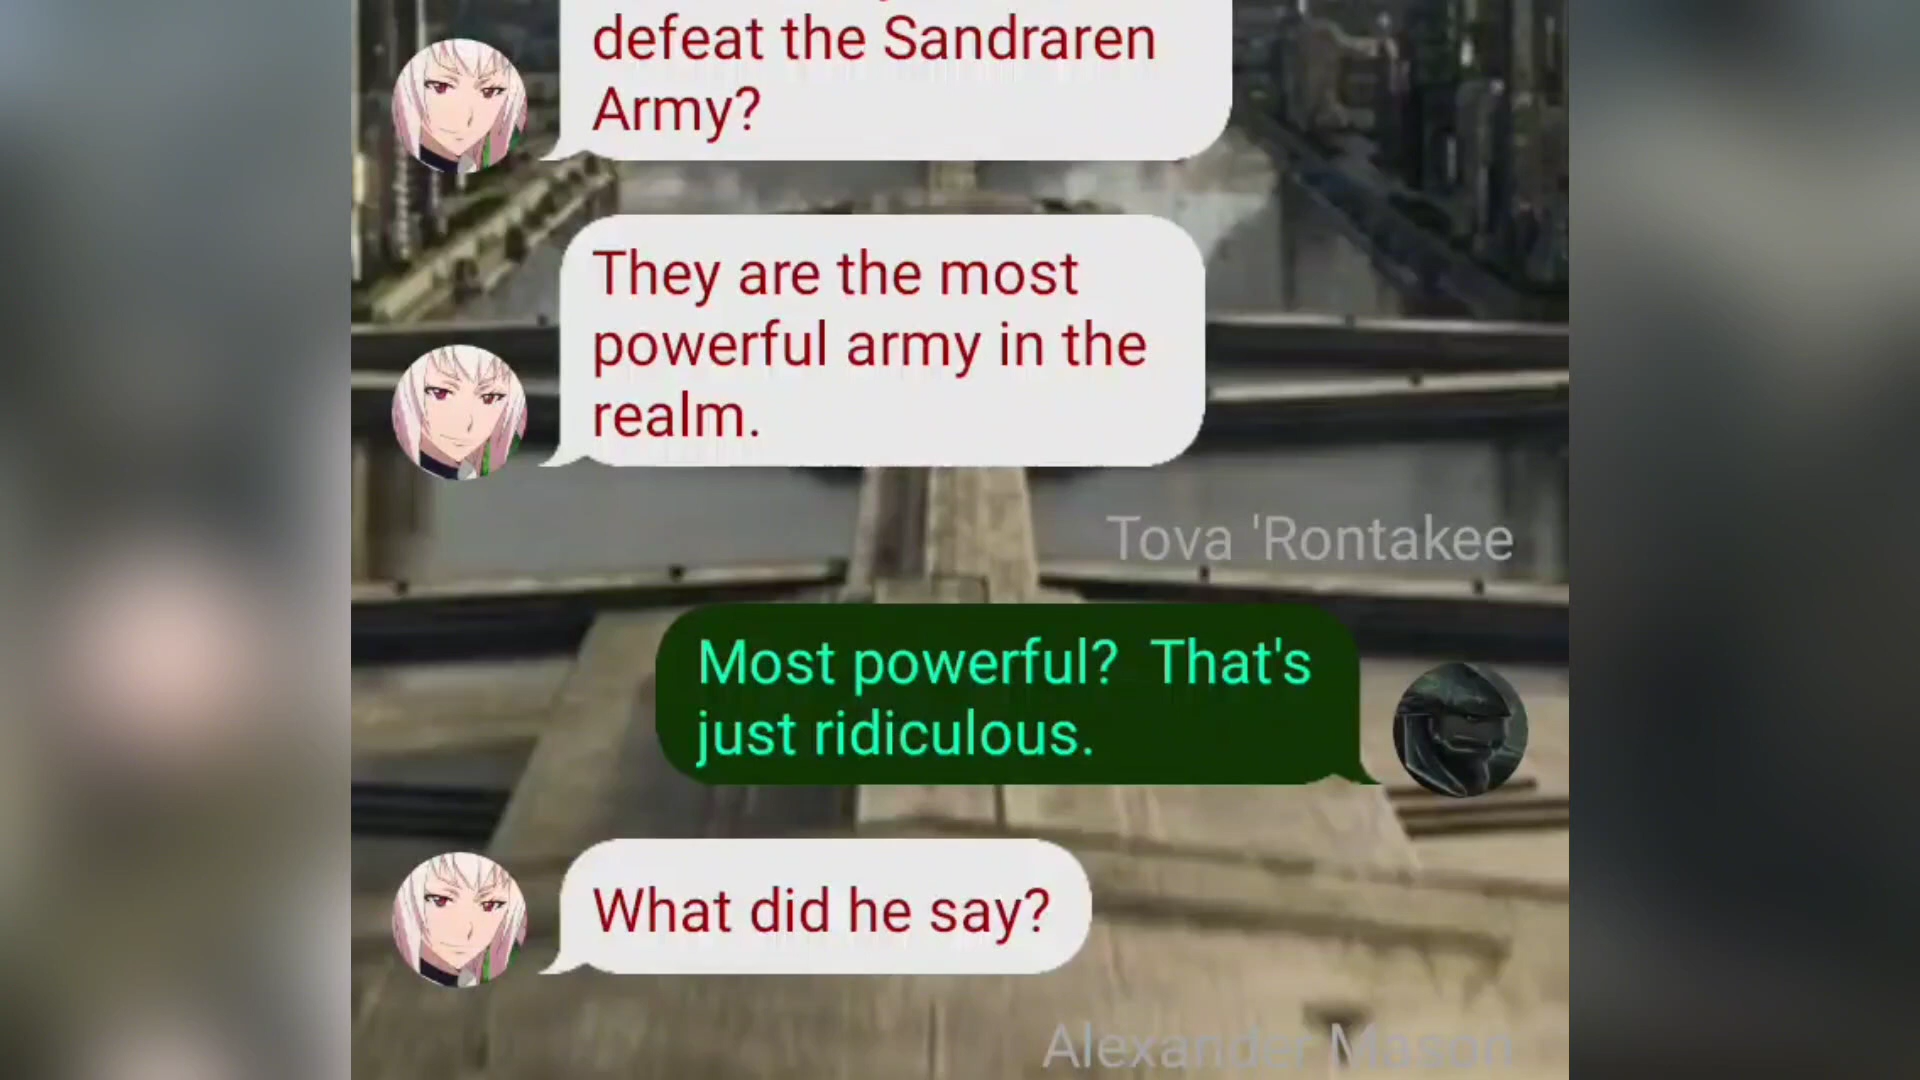 defeat the Sandraren
Army?
They are the most
powerful army in the
realm.
Tova 'Rontakee
Most powerful?  That's
just ridiculous.
What did he say?
Alexander Mason